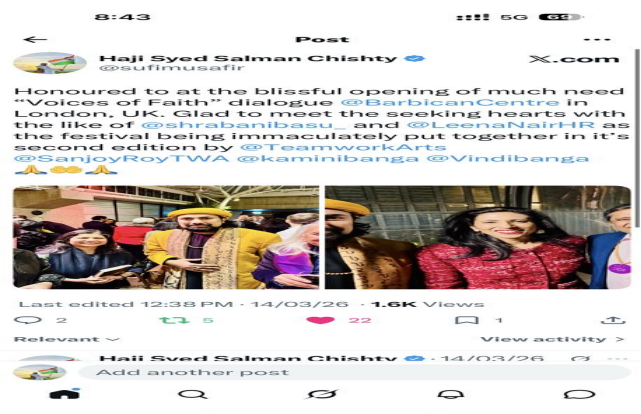 8:43
5G 69
Post
Haji Syed Salman Chishty
X.com
@sufimusafir
Honoured to at the blissful opening of much need
“Voices of Faith” dialogue @BarbicanCentre in
London, UK. Glad to meet the seeking hearts with
the like of @shrabanibasu_ and @LeenaNairHR as
the festival being immaculately put together in it's
second edition by @TeamworkArts
@SanjoyRoyTWA @kaminibanga @Vindibanga
Last edited 12:38 PM · 14/03/26 · 1.6K Views
2 5 22 1
Relevant
View activity >
Haji Syed Salman Chishty · 14/03/26
Add another post